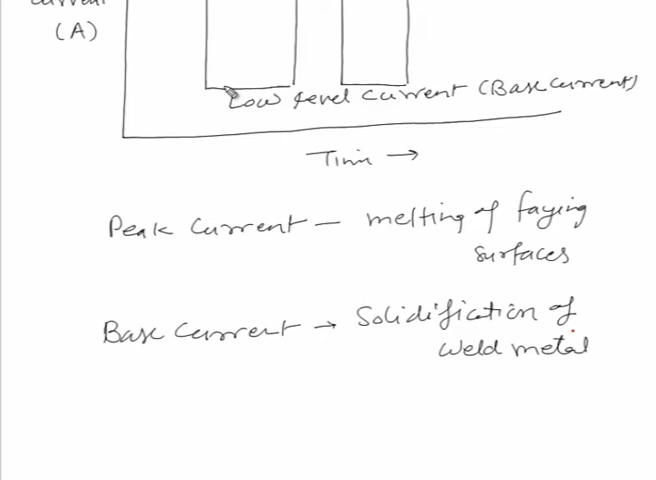 (A)
Low level current (Base Current)
Time →
Peak Current — melting of faying
surfaces
Base Current → Solidification of
weld metal